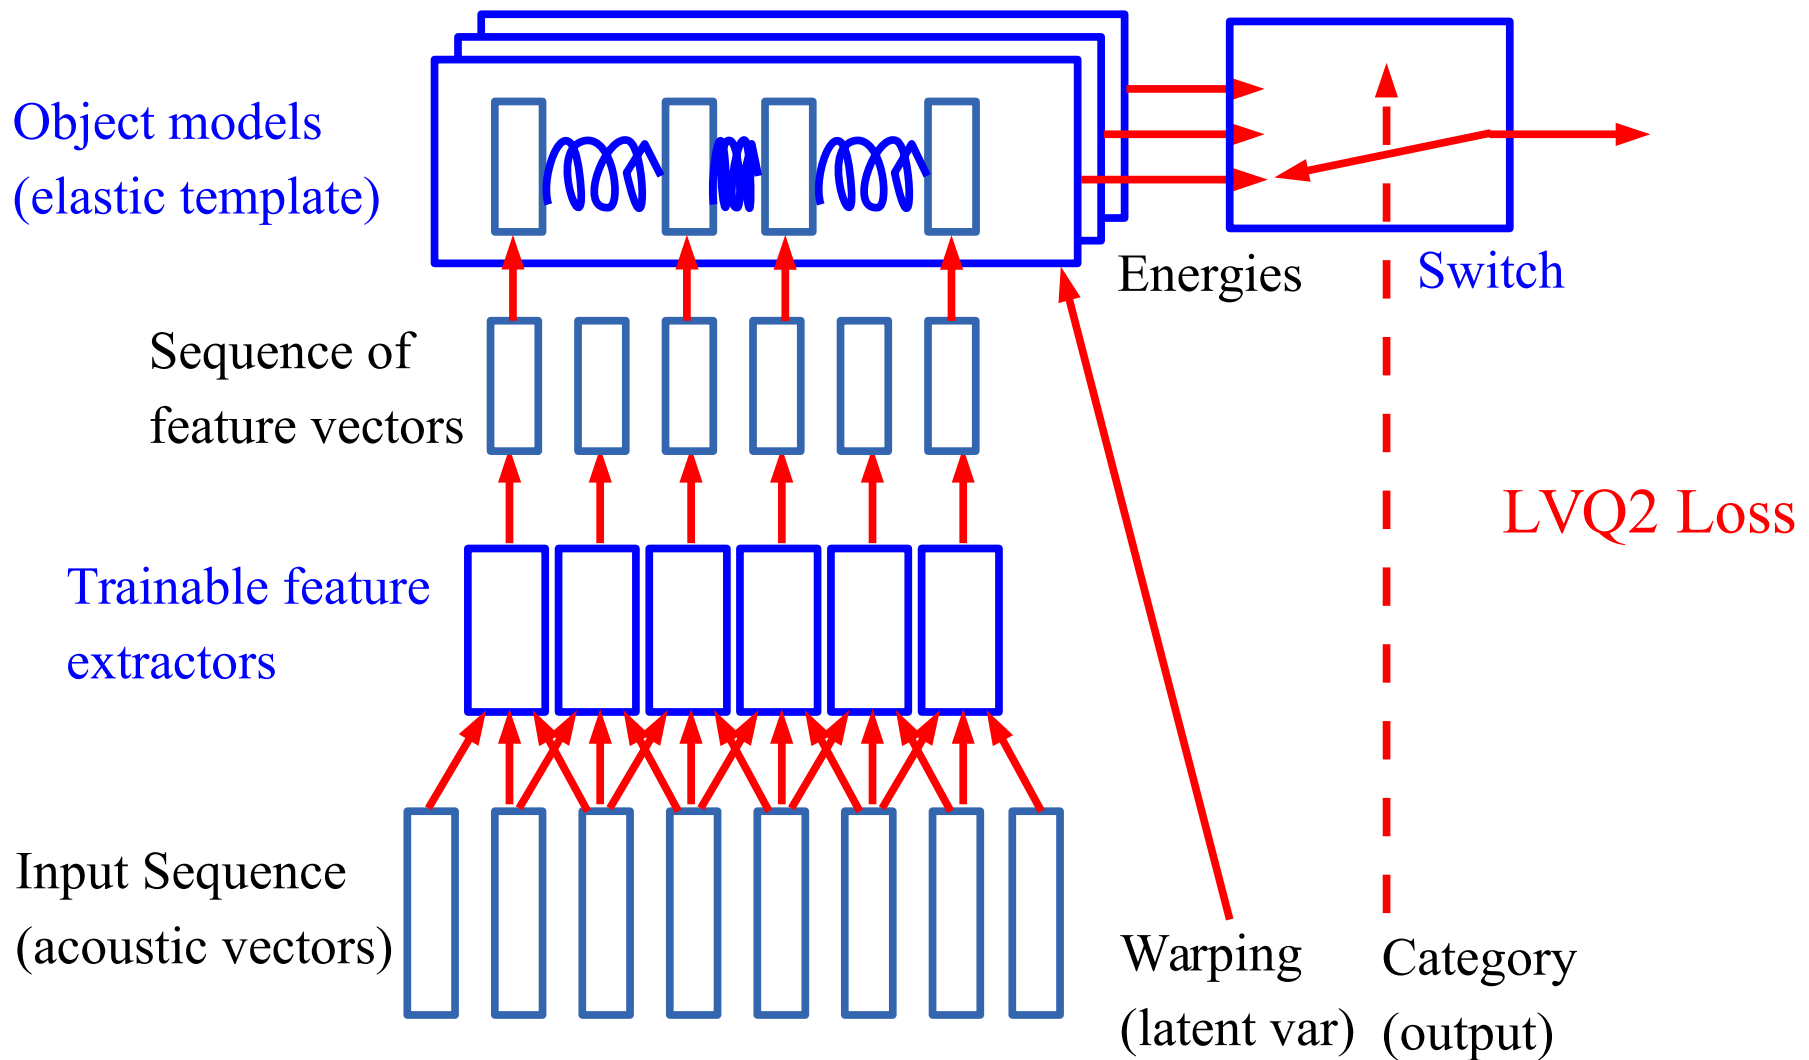 Object models
(elastic template)
Energies
Switch
Sequence of
feature vectors
LVQ2 Loss
Trainable feature
extractors
Input Sequence
(acoustic vectors)
Warping
(latent var)
Category
(output)